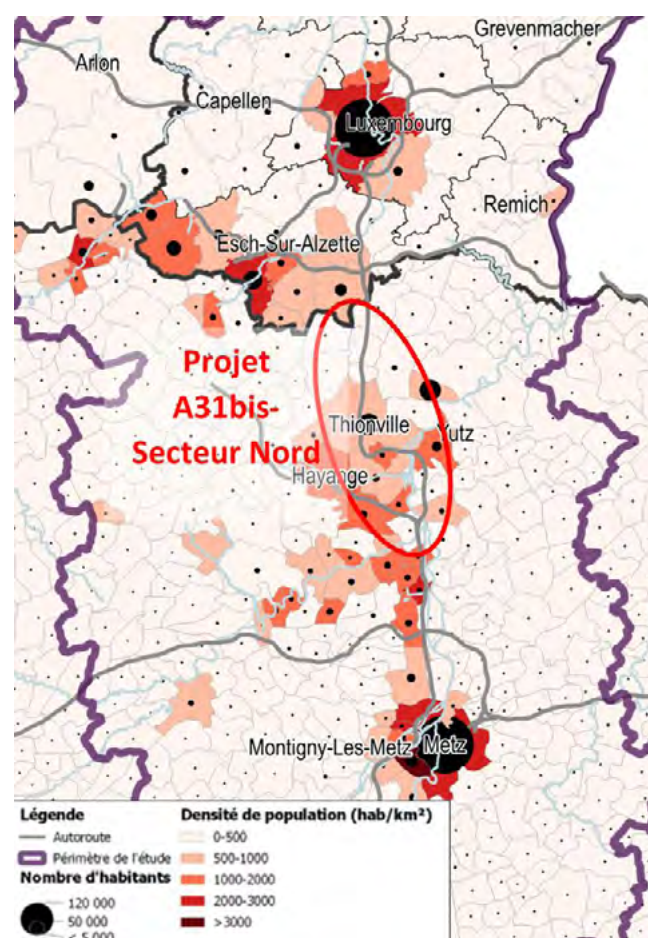 Grevenmacher
Arlon
Capellen
Luxembourg
Remich
Esch-Sur-Alzette
Projet
A31bis-
Secteur Nord
Thionville
Yutz
Hayange
Montigny-Les-Metz
Metz
Légende
Autoroute
Périmètre de l'étude
Nombre d'habitants
120 000
50 000
< 5 000
Densité de population (hab/km²)
0-500
500-1000
1000-2000
2000-3000
>3000